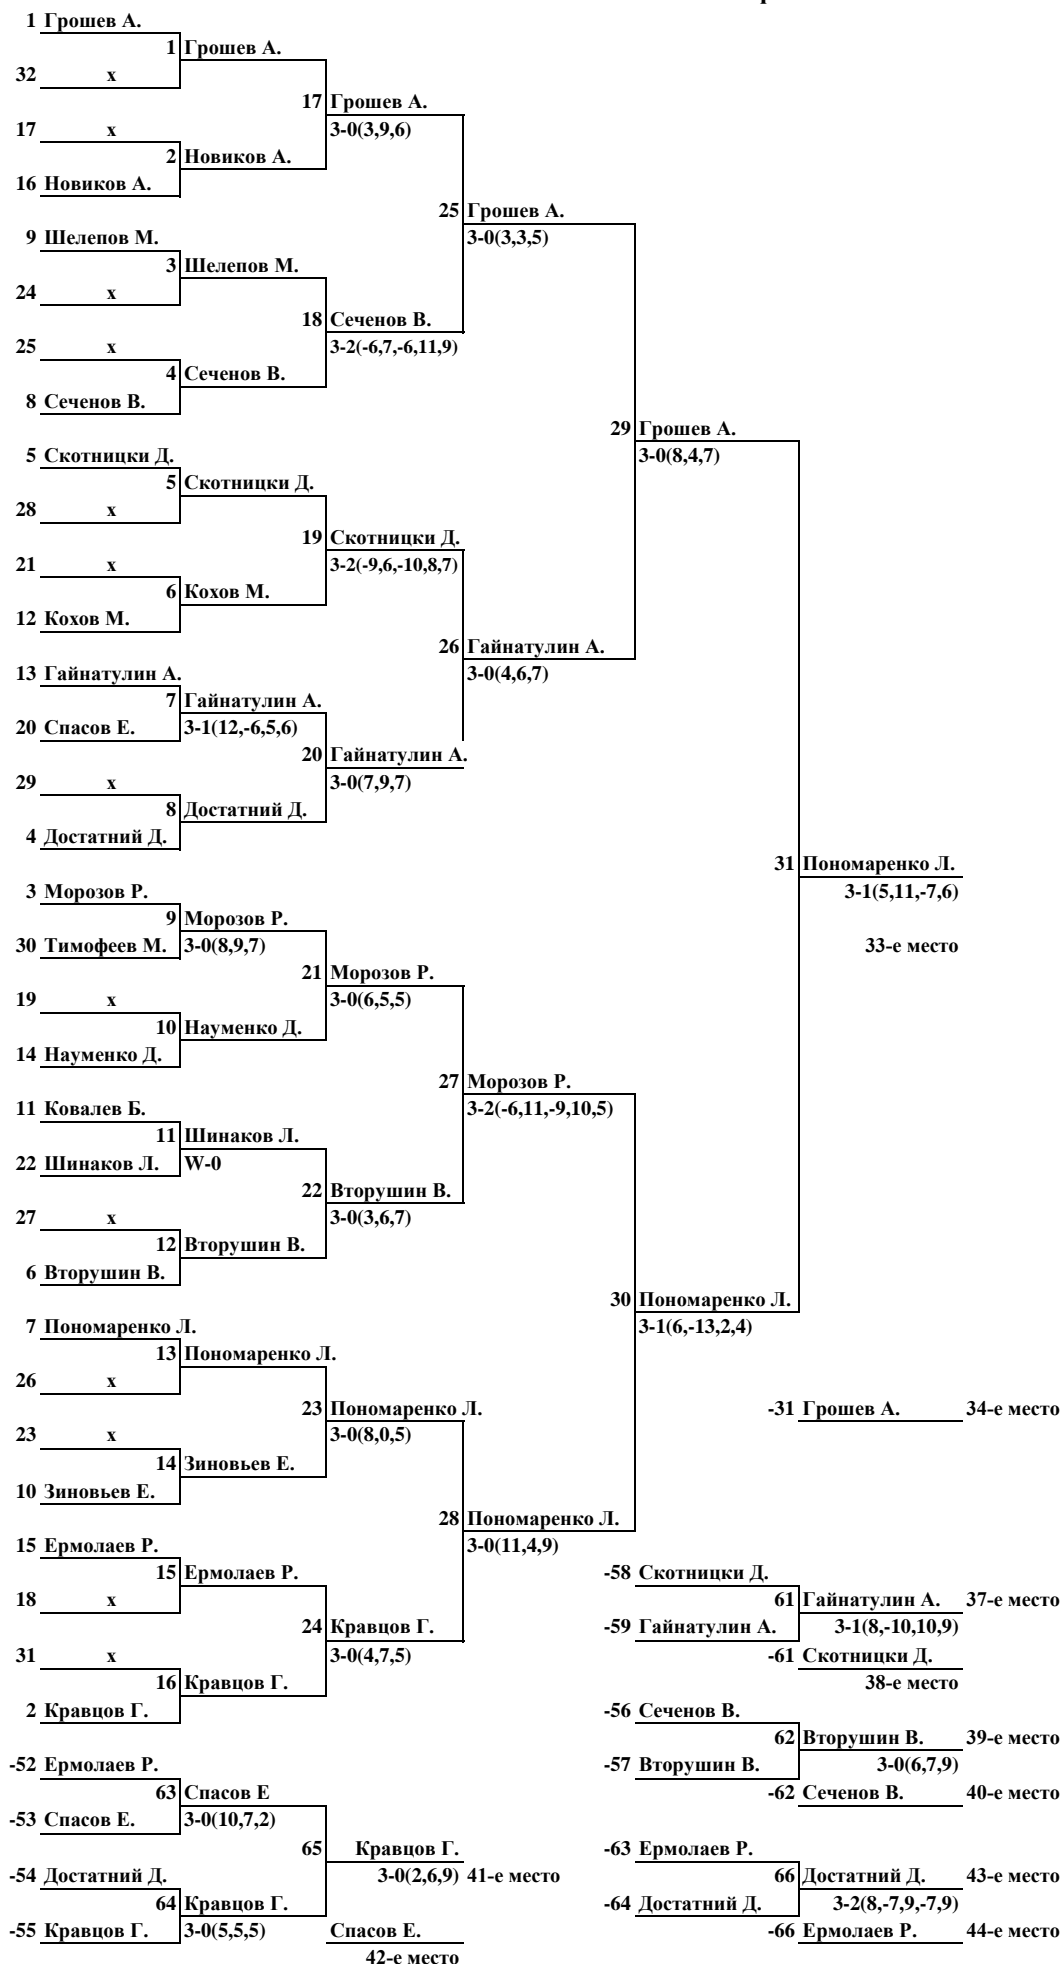 1 Грошев А.
1 Грошев А.
32 x
17 Грошев А.
17 x 3-0(3,9,6)
2 Новиков А.
16 Новиков А.
25 Грошев А.
9 Шелепов М. 3-0(3,3,5)
3 Шелепов М.
24 x
18 Сеченов В.
25 x 3-2(-6,7,-6,11,9)
4 Сеченов В.
8 Сеченов В.
29 Грошев А.
5 Скотницки Д. 3-0(8,4,7)
5 Скотницки Д.
28 x
19 Скотницки Д.
21 x 3-2(-9,6,-10,8,7)
6 Кохов М.
12 Кохов М.
26 Гайнатулин А.
13 Гайнатулин А. 3-0(4,6,7)
7 Гайнатулин А.
20 Спасов Е. 3-1(12,-6,5,6)
20 Гайнатулин А.
29 x 3-0(7,9,7)
8 Достатний Д.
4 Достатний Д.
31 Пономаренко Л.
3 Морозов Р. 3-1(5,11,-7,6)
9 Морозов Р.
30 Тимофеев М. 3-0(8,9,7) 33-е место
21 Морозов Р.
19 x 3-0(6,5,5)
10 Науменко Д.
14 Науменко Д.
27 Морозов Р.
11 Ковалев Б. 3-2(-6,11,-9,10,5)
11 Шинаков Л.
22 Шинаков Л. W-0
22 Вторушин В.
27 x 3-0(3,6,7)
12 Вторушин В.
6 Вторушин В.
30 Пономаренко Л.
7 Пономаренко Л. 3-1(6,-13,2,4)
13 Пономаренко Л.
26 x
23 Пономаренко Л. -31 Грошев А. 34-е место
23 x 3-0(8,0,5)
14 Зиновьев Е.
10 Зиновьев Е.
28 Пономаренко Л.
15 Ермолаев Р. 3-0(11,4,9)
15 Ермолаев Р. -58 Скотницки Д.
18 x 61 Гайнатулин А. 37-е место
24 Кравцов Г. -59 Гайнатулин А. 3-1(8,-10,10,9)
31 x 3-0(4,7,5) -61 Скотницки Д.
16 Кравцов Г. 38-е место
2 Кравцов Г. -56 Сеченов В.
62 Вторушин В. 39-е место
-52 Ермолаев Р. -57 Вторушин В. 3-0(6,7,9)
63 Спасов Е -62 Сеченов В. 40-е место
-53 Спасов Е. 3-0(10,7,2)
65 Кравцов Г. -63 Ермолаев Р.
-54 Достатний Д. 3-0(2,6,9) 41-е место 66 Достатний Д. 43-е место
64 Кравцов Г. -64 Достатний Д. 3-2(8,-7,9,-7,9)
-55 Кравцов Г. 3-0(5,5,5) Спасов Е. -66 Ермолаев Р. 44-е место
42-е место